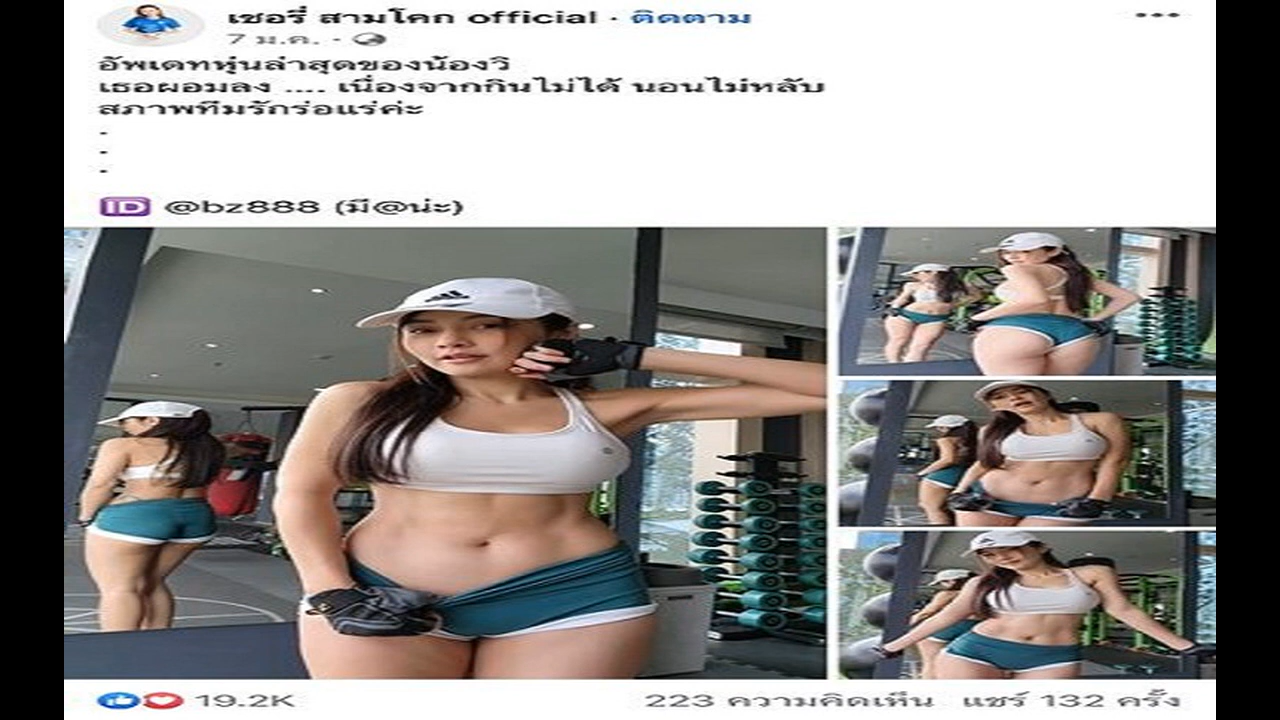 เชอรี่ สามโคก official · ติดตาม
7 ม.ค. ·
อัพเดทหุ่นล่าสุดของน้องวิ
เธอผอมลง .... เนื่องจากกินไม่ได้ นอนไม่หลับ
สภาพทีมรักร่อแร่ค่ะ
.
.
.
ID @bz888 (มี@น่ะ)
19.2K 223 ความคิดเห็น แชร์ 132 ครั้ง